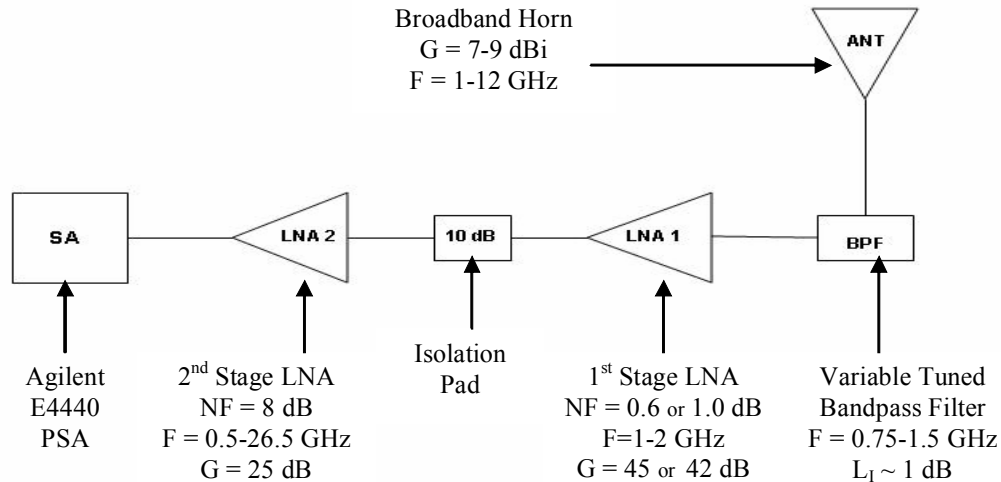 Broadband Horn
G = 7-9 dBi
F = 1-12 GHz
ANT
SA
LNA 2
10 dB
LNA 1
BPF
Agilent
E4440
PSA
2nd Stage LNA
NF = 8 dB
F = 0.5-26.5 GHz
G = 25 dB
Isolation
Pad
1st Stage LNA
NF = 0.6 or 1.0 dB
F=1-2 GHz
G = 45 or 42 dB
Variable Tuned
Bandpass Filter
F = 0.75-1.5 GHz
LI ~ 1 dB